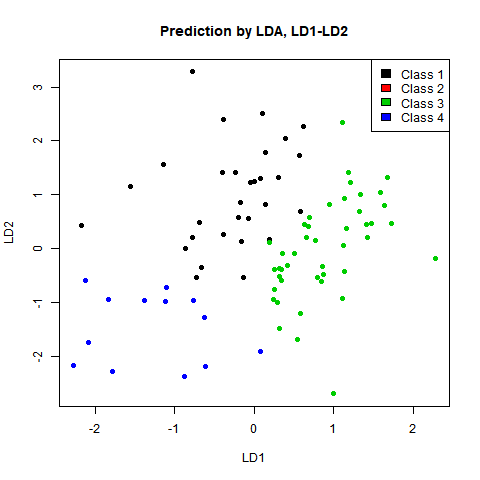 Prediction by LDA, LD1-LD2
Class 1
Class 2
Class 3
Class 4
3
2
1
0
-1
-2
LD2
-2
-1
0
1
2
LD1